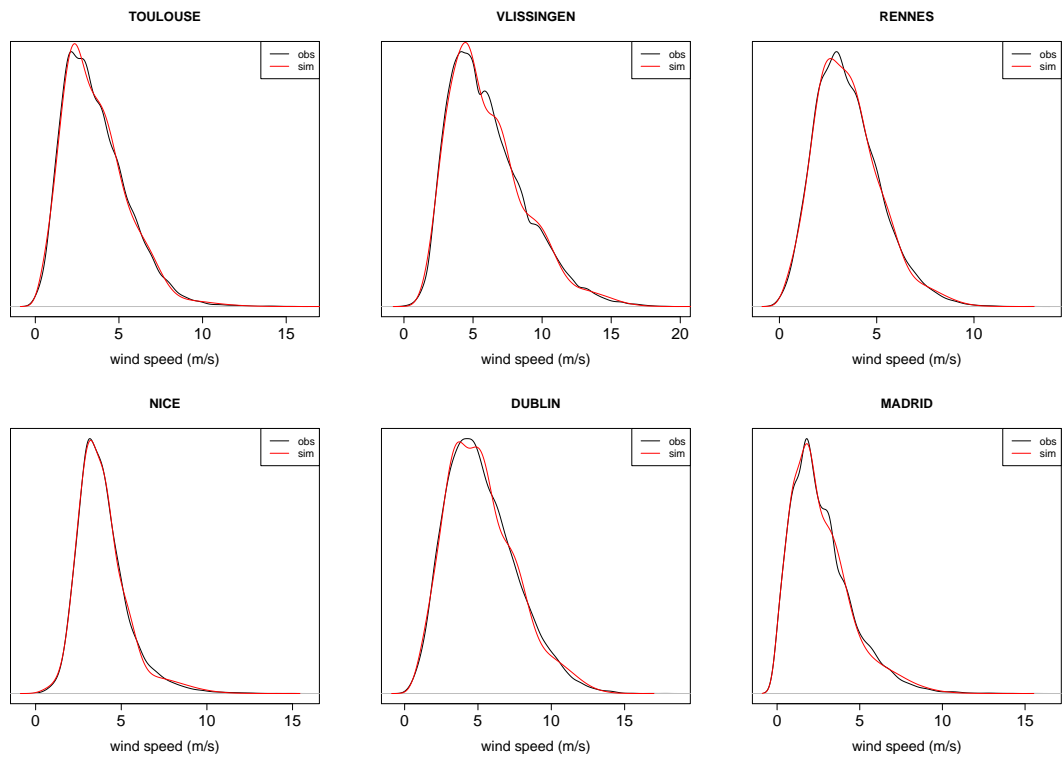 TOULOUSE
obs
sim
0 5 10 15
wind speed (m/s)
VLISSINGEN
obs
sim
0 5 10 15 20
wind speed (m/s)
RENNES
obs
sim
0 5 10
wind speed (m/s)
NICE
obs
sim
0 5 10 15
wind speed (m/s)
DUBLIN
obs
sim
0 5 10 15
wind speed (m/s)
MADRID
obs
sim
0 5 10 15
wind speed (m/s)